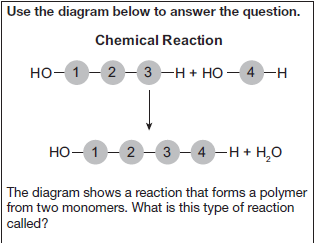 Use the diagram below to answer the question.
Chemical Reaction
HO– 1 – 2 – 3 –H + HO – 4 –H
HO– 1 – 2 – 3 – 4 –H + H₂O
The diagram shows a reaction that forms a polymer
from two monomers. What is this type of reaction
called?